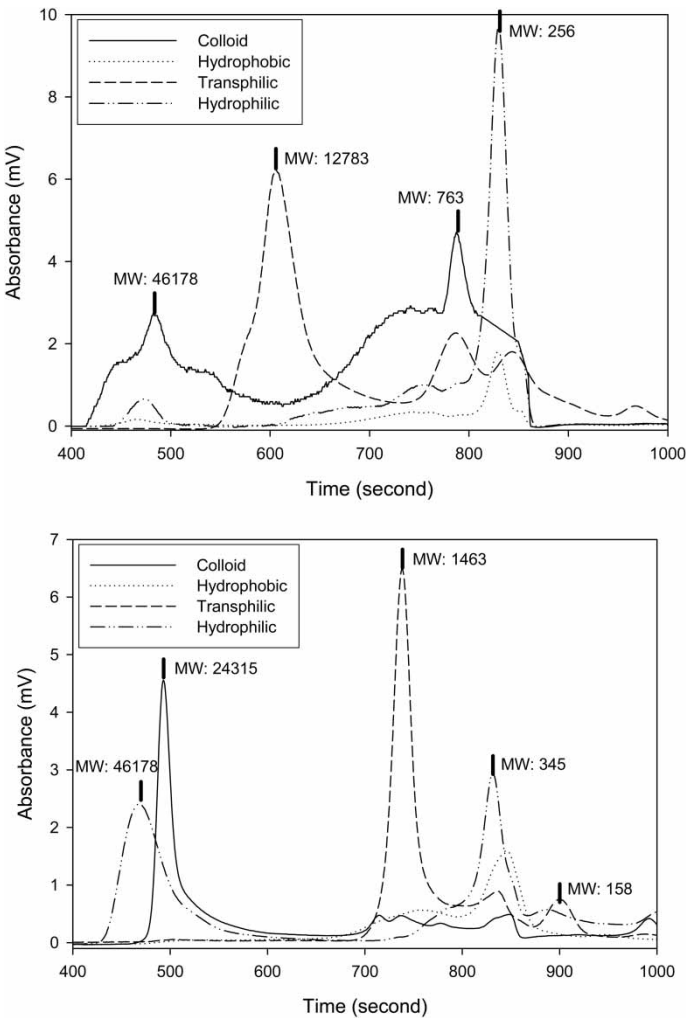 10
8
6
4
2
0
Absorbance (mV)
Colloid
Hydrophobic
Transphilic
Hydrophilic
MW: 46178
MW: 12783
MW: 763
MW: 256
400
500
600
700
800
900
1000
Time (second)
7
6
5
4
3
2
1
0
Absorbance (mV)
Colloid
Hydrophobic
Transphilic
Hydrophilic
MW: 46178
MW: 24315
MW: 1463
MW: 345
MW: 158
400
500
600
700
800
900
1000
Time (second)